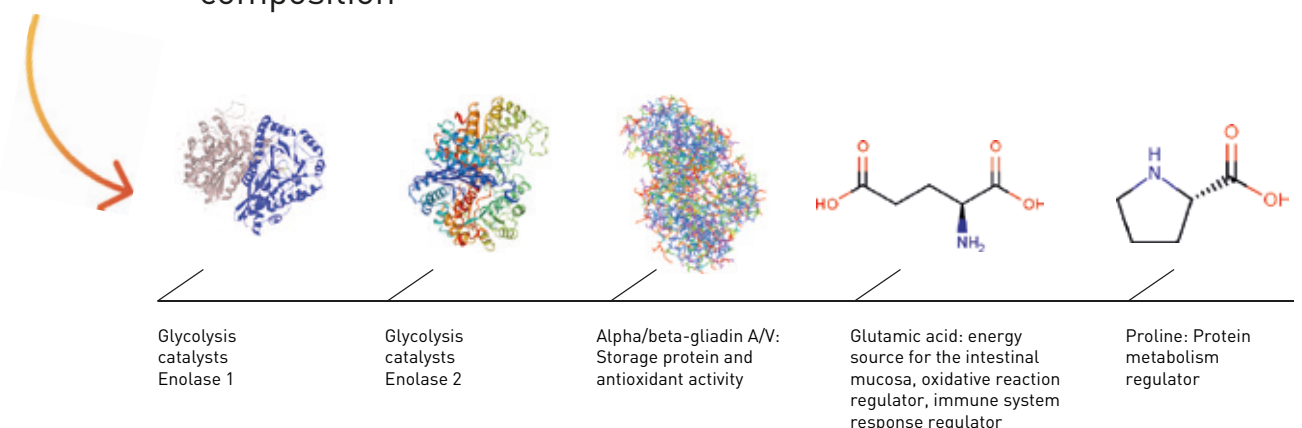 composition
O
O
HO
OH
NH₂
O
H
N
OH
Glycolysis
catalysts
Enolase 1
Glycolysis
catalysts
Enolase 2
Alpha/beta-gliadin A/V:
Storage protein and
antioxidant activity
Glutamic acid: energy
source for the intestinal
mucosa, oxidative reaction
regulator, immune system
response regulator
Proline: Protein
metabolism
regulator